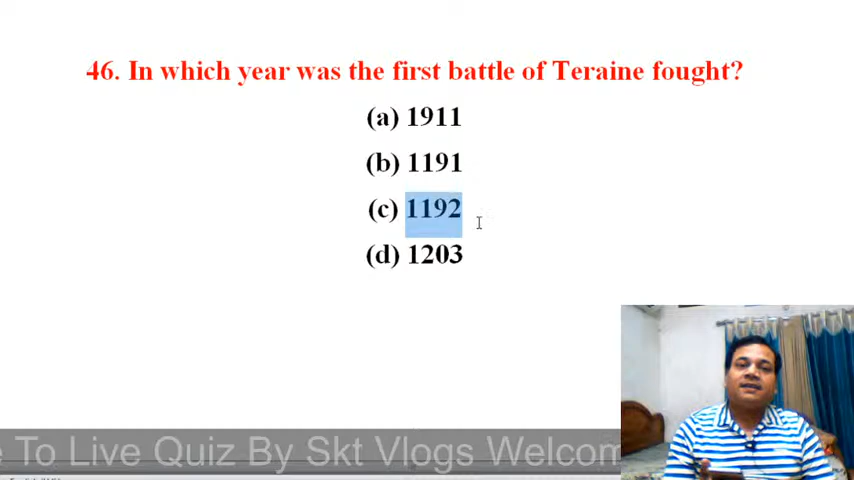 46. In which year was the first battle of Teraine fought?
(a) 1911
(b) 1191
(c) 1192
(d) 1203
To Live Quiz By Skt Vlogs Welcom